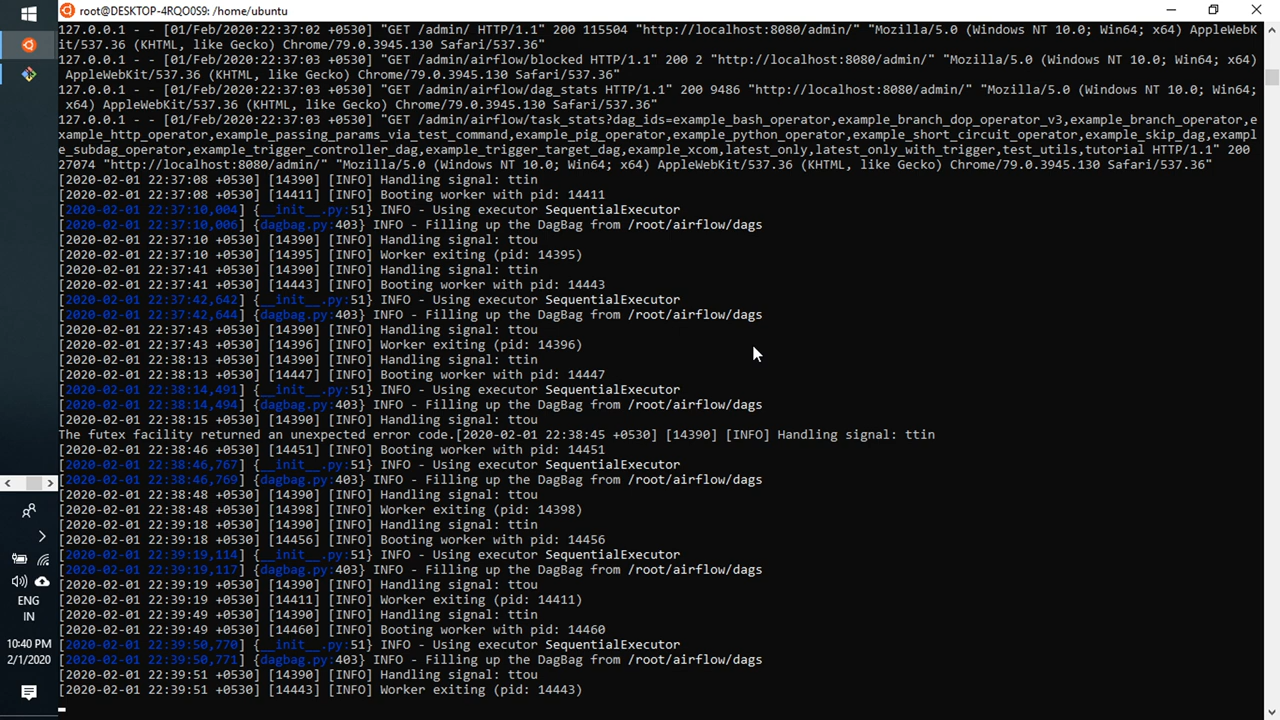 root@DESKTOP-4RQO0S9: /home/ubuntu
127.0.0.1 - - [01/Feb/2020:22:37:02 +0530] "GET /admin/ HTTP/1.1" 200 115504 "http://localhost:8080/admin/" "Mozilla/5.0 (Windows NT 10.0; Win64; x64) AppleWebK
it/537.36 (KHTML, like Gecko) Chrome/79.0.3945.130 Safari/537.36"
127.0.0.1 - - [01/Feb/2020:22:37:03 +0530] "GET /admin/airflow/blocked HTTP/1.1" 200 2 "http://localhost:8080/admin/" "Mozilla/5.0 (Windows NT 10.0; Win64; x64)
 AppleWebKit/537.36 (KHTML, like Gecko) Chrome/79.0.3945.130 Safari/537.36"
127.0.0.1 - - [01/Feb/2020:22:37:03 +0530] "GET /admin/airflow/dag_stats HTTP/1.1" 200 9486 "http://localhost:8080/admin/" "Mozilla/5.0 (Windows NT 10.0; Win64;
 x64) AppleWebKit/537.36 (KHTML, like Gecko) Chrome/79.0.3945.130 Safari/537.36"
127.0.0.1 - - [01/Feb/2020:22:37:03 +0530] "GET /admin/airflow/task_stats?dag_ids=example_bash_operator,example_branch_dop_operator_v3,example_branch_operator,e
xample_http_operator,example_passing_params_via_test_command,example_pig_operator,example_python_operator,example_short_circuit_operator,example_skip_dag,exampl
e_subdag_operator,example_trigger_controller_dag,example_trigger_target_dag,example_xcom,latest_only,latest_only_with_trigger,test_utils,tutorial HTTP/1.1" 200
27074 "http://localhost:8080/admin/" "Mozilla/5.0 (Windows NT 10.0; Win64; x64) AppleWebKit/537.36 (KHTML, like Gecko) Chrome/79.0.3945.130 Safari/537.36"
[2020-02-01 22:37:08 +0530] [14390] [INFO] Handling signal: ttin
[2020-02-01 22:37:08 +0530] [14411] [INFO] Booting worker with pid: 14411
[2020-02-01 22:37:10,004] {__init__.py:51} INFO - Using executor SequentialExecutor
[2020-02-01 22:37:10,006] {dagbag.py:403} INFO - Filling up the DagBag from /root/airflow/dags
[2020-02-01 22:37:10 +0530] [14390] [INFO] Handling signal: ttou
[2020-02-01 22:37:10 +0530] [14395] [INFO] Worker exiting (pid: 14395)
[2020-02-01 22:37:41 +0530] [14390] [INFO] Handling signal: ttin
[2020-02-01 22:37:41 +0530] [14443] [INFO] Booting worker with pid: 14443
[2020-02-01 22:37:42,642] {__init__.py:51} INFO - Using executor SequentialExecutor
[2020-02-01 22:37:42,644] {dagbag.py:403} INFO - Filling up the DagBag from /root/airflow/dags
[2020-02-01 22:37:43 +0530] [14390] [INFO] Handling signal: ttou
[2020-02-01 22:37:43 +0530] [14396] [INFO] Worker exiting (pid: 14396)
[2020-02-01 22:38:13 +0530] [14390] [INFO] Handling signal: ttin
[2020-02-01 22:38:13 +0530] [14447] [INFO] Booting worker with pid: 14447
[2020-02-01 22:38:14,491] {__init__.py:51} INFO - Using executor SequentialExecutor
[2020-02-01 22:38:14,494] {dagbag.py:403} INFO - Filling up the DagBag from /root/airflow/dags
[2020-02-01 22:38:15 +0530] [14390] [INFO] Handling signal: ttou
The futex facility returned an unexpected error code.[2020-02-01 22:38:45 +0530] [14390] [INFO] Handling signal: ttin
[2020-02-01 22:38:46 +0530] [14451] [INFO] Booting worker with pid: 14451
[2020-02-01 22:38:46,767] {__init__.py:51} INFO - Using executor SequentialExecutor
[2020-02-01 22:38:46,769] {dagbag.py:403} INFO - Filling up the DagBag from /root/airflow/dags
[2020-02-01 22:38:48 +0530] [14390] [INFO] Handling signal: ttou
[2020-02-01 22:38:48 +0530] [14398] [INFO] Worker exiting (pid: 14398)
[2020-02-01 22:39:18 +0530] [14390] [INFO] Handling signal: ttin
[2020-02-01 22:39:18 +0530] [14456] [INFO] Booting worker with pid: 14456
[2020-02-01 22:39:19,114] {__init__.py:51} INFO - Using executor SequentialExecutor
[2020-02-01 22:39:19,117] {dagbag.py:403} INFO - Filling up the DagBag from /root/airflow/dags
[2020-02-01 22:39:19 +0530] [14390] [INFO] Handling signal: ttou
[2020-02-01 22:39:19 +0530] [14411] [INFO] Worker exiting (pid: 14411)
[2020-02-01 22:39:49 +0530] [14390] [INFO] Handling signal: ttin
[2020-02-01 22:39:49 +0530] [14460] [INFO] Booting worker with pid: 14460
[2020-02-01 22:39:50,770] {__init__.py:51} INFO - Using executor SequentialExecutor
[2020-02-01 22:39:50,771] {dagbag.py:403} INFO - Filling up the DagBag from /root/airflow/dags
[2020-02-01 22:39:51 +0530] [14390] [INFO] Handling signal: ttou
[2020-02-01 22:39:51 +0530] [14443] [INFO] Worker exiting (pid: 14443)
ENG
IN
10:40 PM
2/1/2020